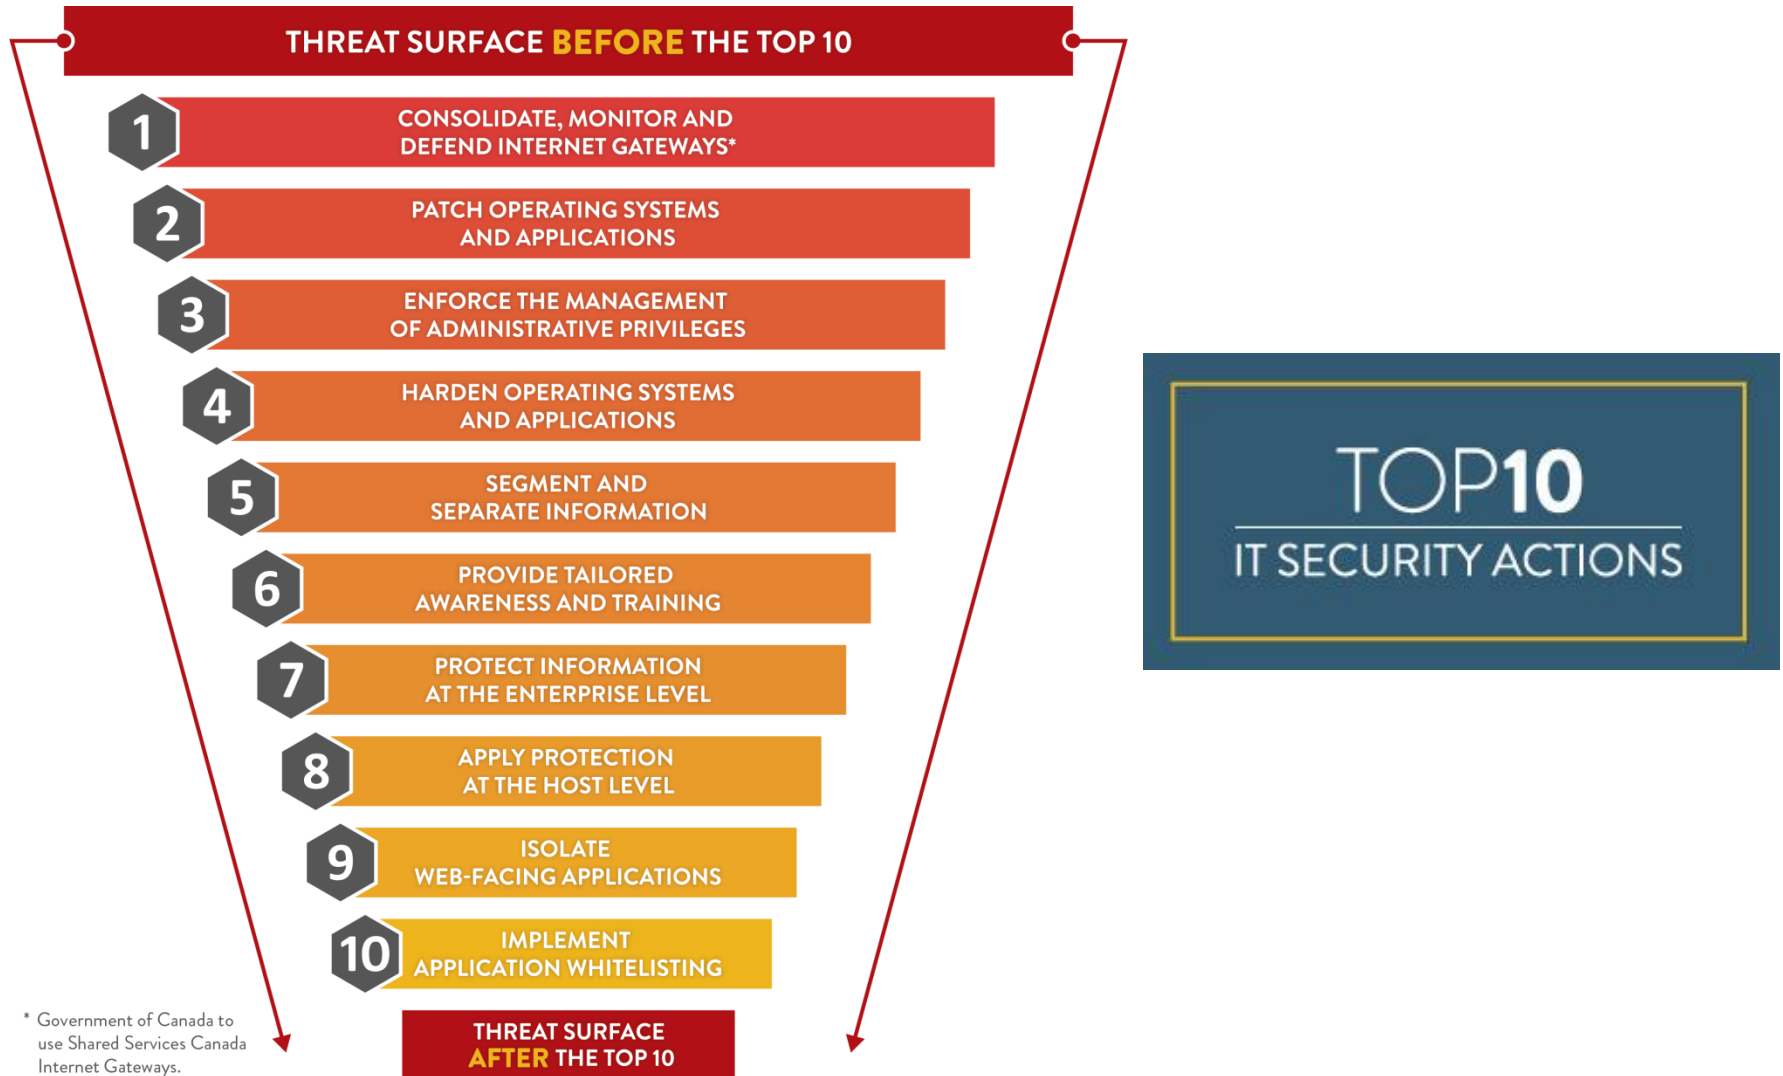 THREAT SURFACE BEFORE THE TOP 10
1
CONSOLIDATE, MONITOR AND
DEFEND INTERNET GATEWAYS*
2
PATCH OPERATING SYSTEMS
AND APPLICATIONS
3
ENFORCE THE MANAGEMENT
OF ADMINISTRATIVE PRIVILEGES
4
HARDEN OPERATING SYSTEMS
AND APPLICATIONS
5
SEGMENT AND
SEPARATE INFORMATION
6
PROVIDE TAILORED
AWARENESS AND TRAINING
7
PROTECT INFORMATION
AT THE ENTERPRISE LEVEL
8
APPLY PROTECTION
AT THE HOST LEVEL
9
ISOLATE
WEB-FACING APPLICATIONS
10
IMPLEMENT
APPLICATION WHITELISTING
THREAT SURFACE
AFTER THE TOP 10
* Government of Canada to
use Shared Services Canada
Internet Gateways.
TOP10
IT SECURITY ACTIONS